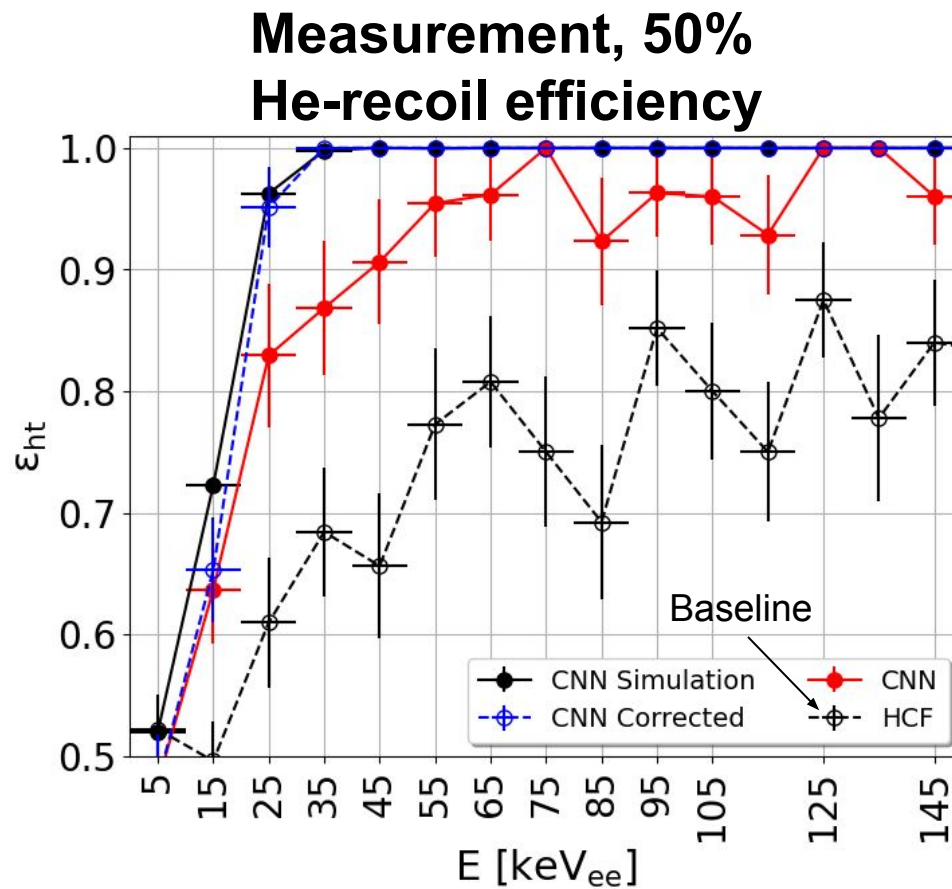 Measurement, 50%
He-recoil efficiency
1.0
0.9
0.8
0.7
0.6
0.5
εht
Baseline
CNN Simulation
CNN
CNN Corrected
HCF
5
15
25
35
45
55
65
75
85
95
105
125
145
E [keVee]